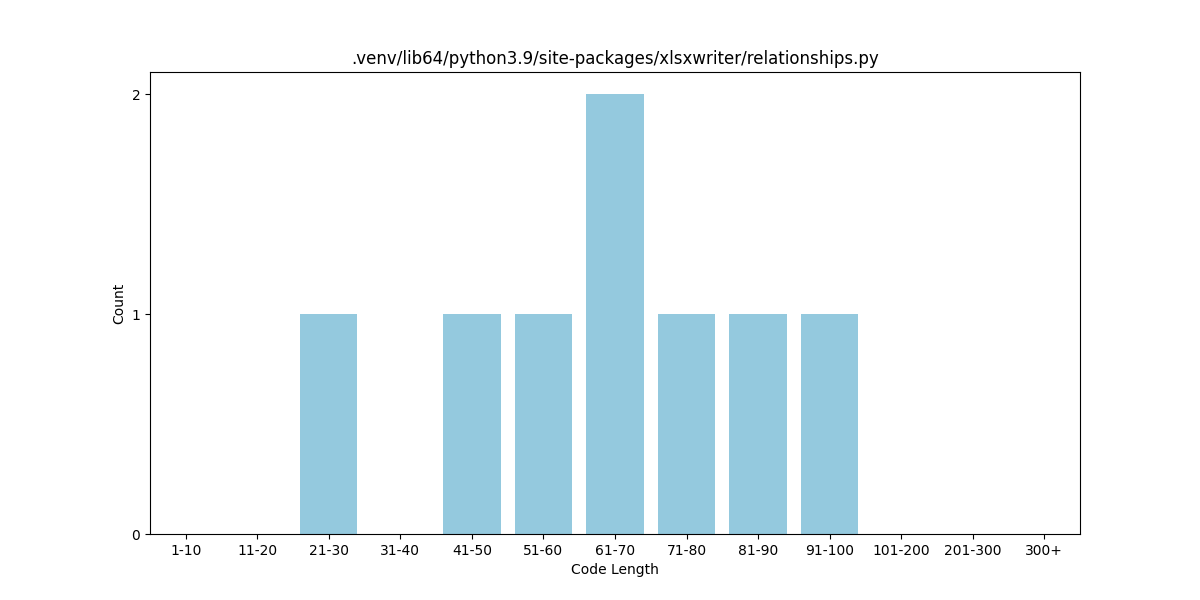 .venv/lib64/python3.9/site-packages/xlsxwriter/relationships.py
2
1
0
Count
1-10 11-20 21-30 31-40 41-50 51-60 61-70 71-80 81-90 91-100 101-200 201-300 300+
Code Length